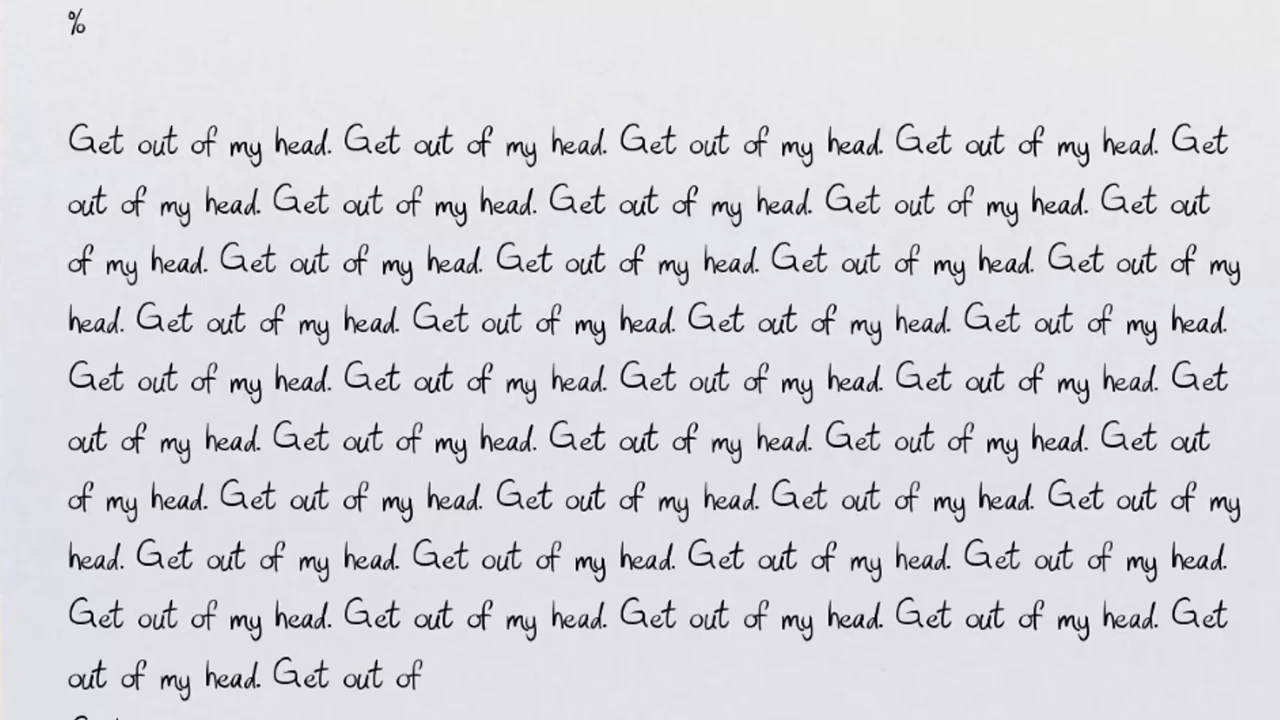 %
Get out of my head. Get out of my head. Get out of my head. Get out of my head. Get
out of my head. Get out of my head. Get out of my head. Get out of my head. Get out
of my head. Get out of my head. Get out of my head. Get out of my head. Get out of my
head. Get out of my head. Get out of my head. Get out of my head. Get out of my head.
Get out of my head. Get out of my head. Get out of my head. Get out of my head. Get
out of my head. Get out of my head. Get out of my head. Get out of my head. Get out
of my head. Get out of my head. Get out of my head. Get out of my head. Get out of my
head. Get out of my head. Get out of my head. Get out of my head. Get out of my head.
Get out of my head. Get out of my head. Get out of my head. Get out of my head. Get
out of my head. Get out of